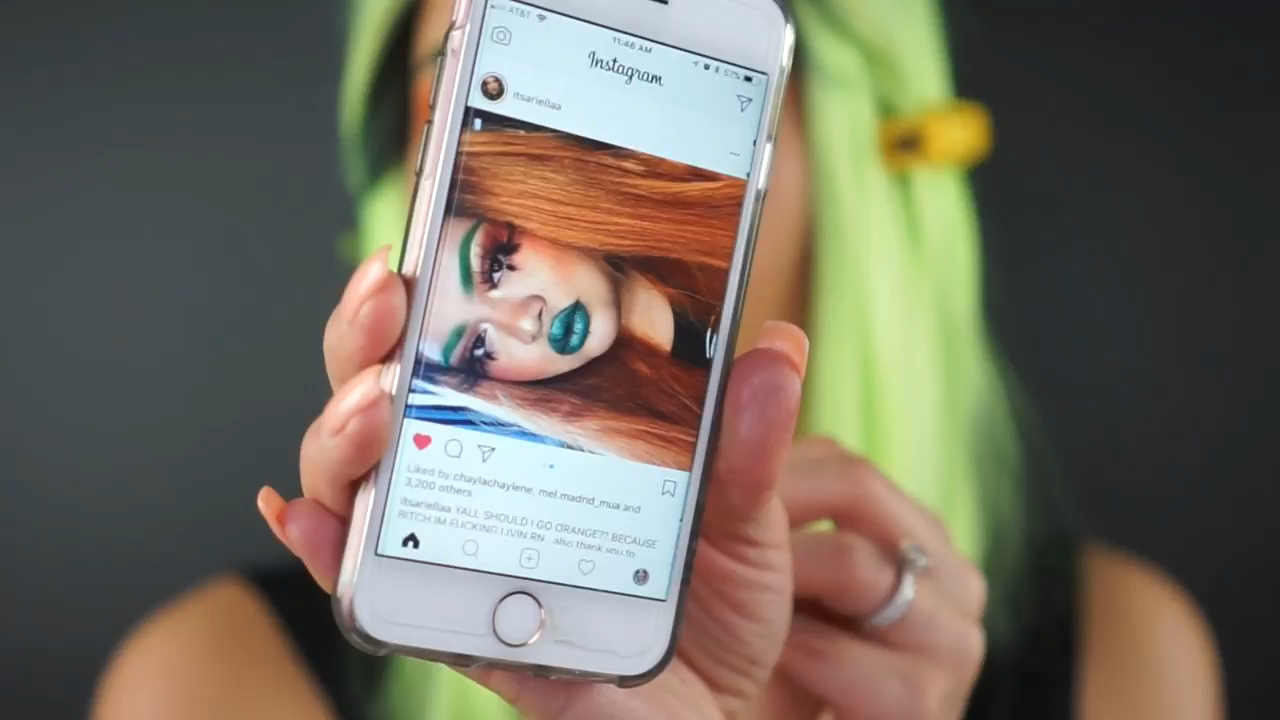 AT&T
11:46 AM
52%
Instagram
itsariellaa
Liked by chaylachaylene, mel.madrid_mua and
3,200 others
itsariellaa YALL SHOULD I GO ORANGE?? BECAUSE
BITCH IM FUCKING LIVIN RN also thank you to